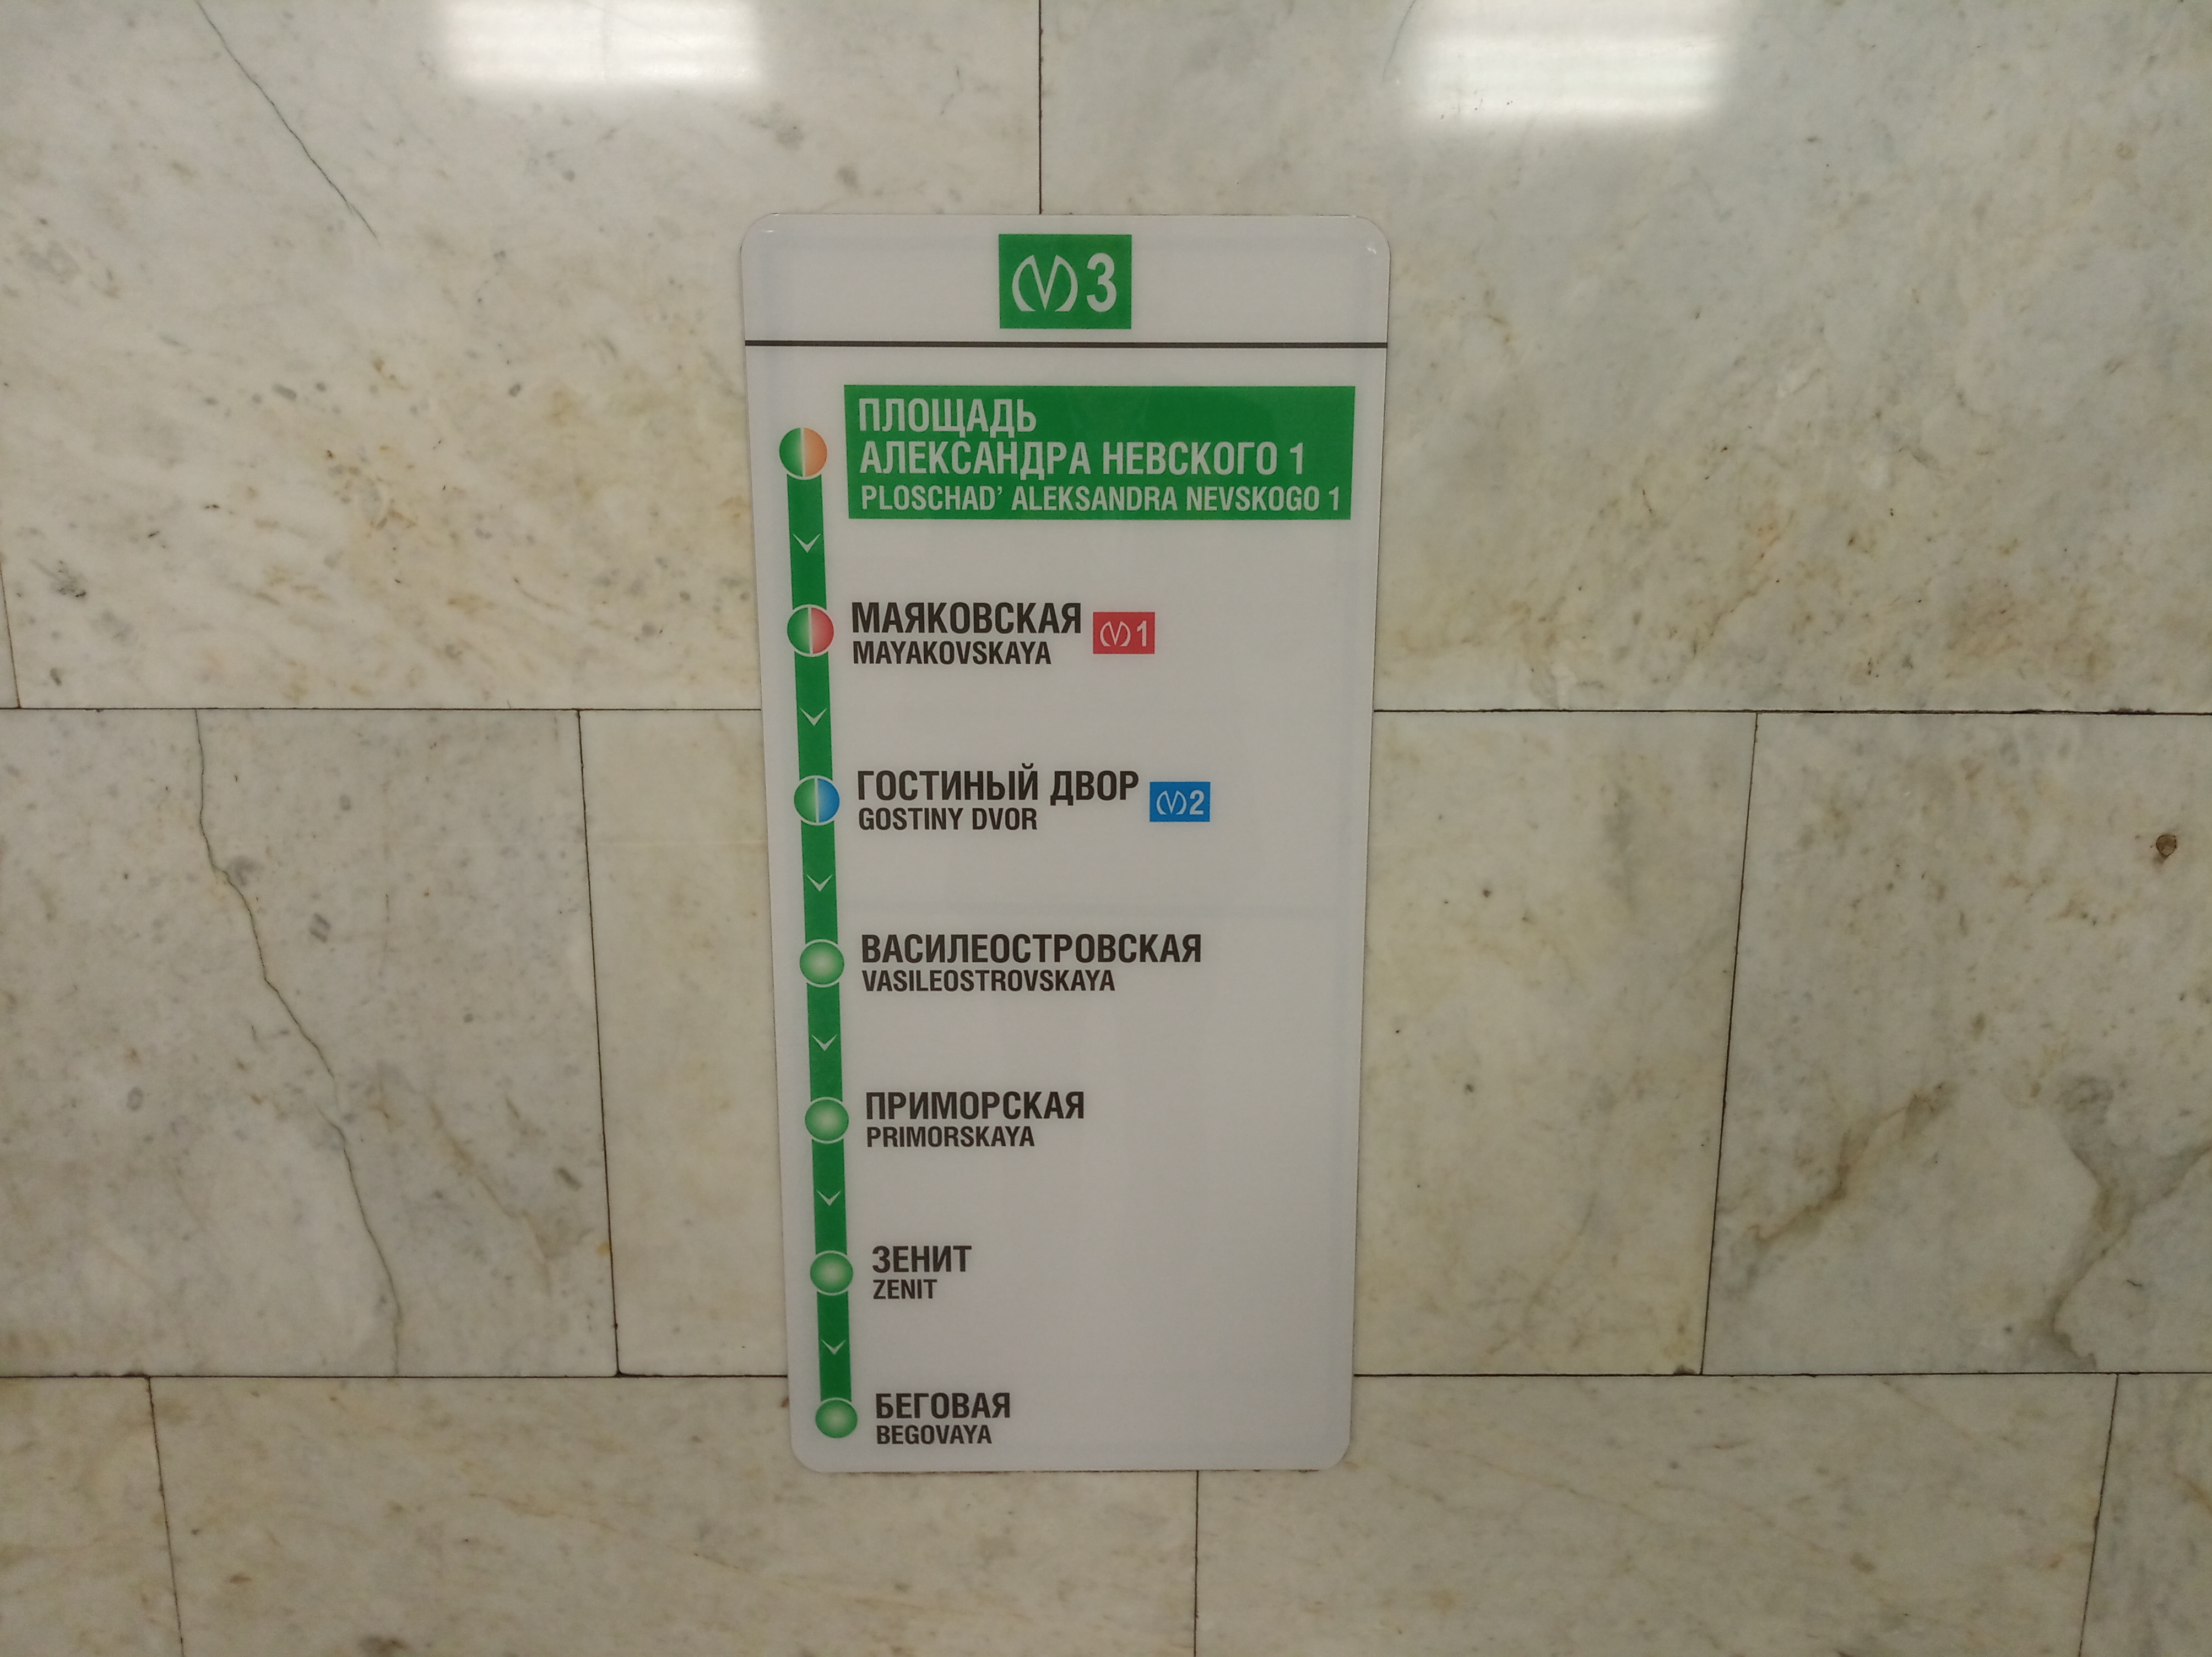 3
ПЛОЩАДЬ
АЛЕКСАНДРА НЕВСКОГО 1
PLOSCHAD’ ALEKSANDRA NEVSKOGO 1
МАЯКОВСКАЯ 1
MAYAKOVSKAYA
ГОСТИНЫЙ ДВОР 2
GOSTINY DVOR
ВАСИЛЕОСТРОВСКАЯ
VASILEOSTROVSKAYA
ПРИМОРСКАЯ
PRIMORSKAYA
ЗЕНИТ
ZENIT
БЕГОВАЯ
BEGOVAYA